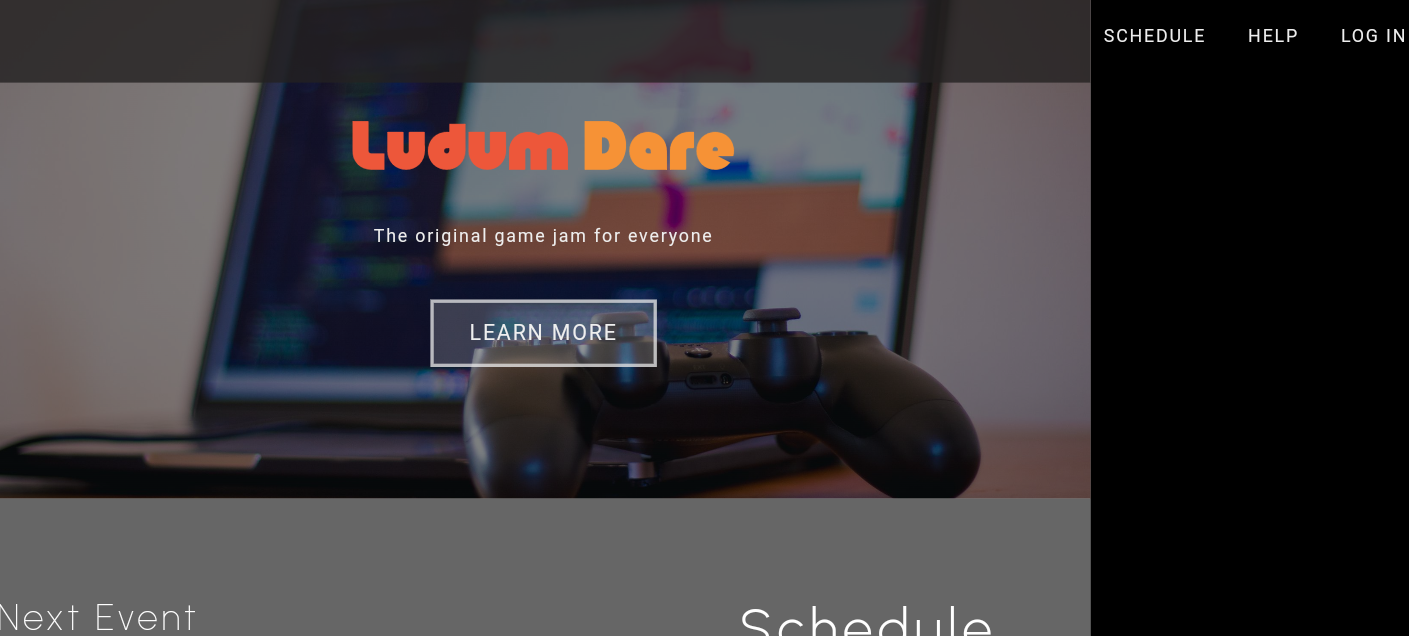 SCHEDULE HELP LOG IN
Ludum Dare
The original game jam for everyone
LEARN MORE
Next Event
Schedule